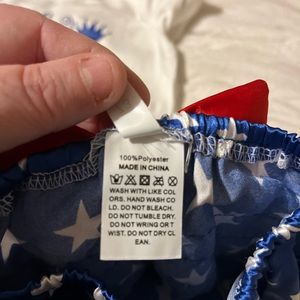 100%Polyester
MADE IN CHINA
WASH WITH LIKE COL
ORS. HAND WASH CO
LD. DO NOT BLEACH.
DO NOT TUMBLE DRY.
DO NOT WRING OR T
WIST. DO NOT DRY CL
EAN.